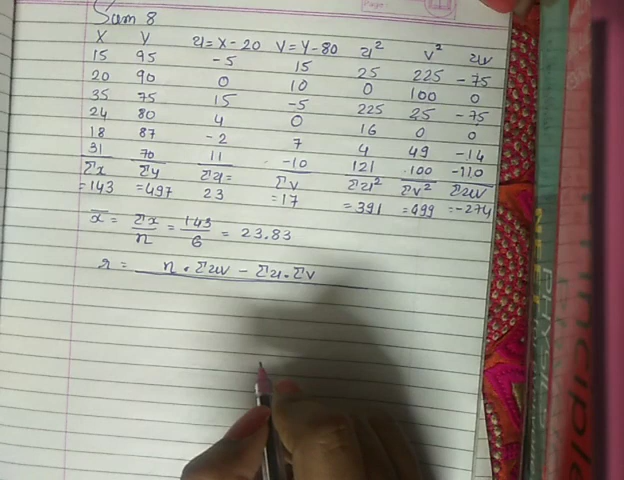 Sum 8
X Y u=X-20 V=Y-80 u² v² uv
15 95 -5 15 25 225 -75
20 90 0 10 0 100 0
35 75 15 -5 225 25 -75
24 80 4 0 16 0 0
18 87 -2 7 4 49 -14
31 70 11 -10 121 100 -110
Σx Σy Σu= Σv Σu² Σv² Σuv
=143 =497 23 =17 =391 =499 =-274
x̄ = Σx/n = 143/6 = 23.83
r = n·Σuv - Σu·Σv
PHYSICS